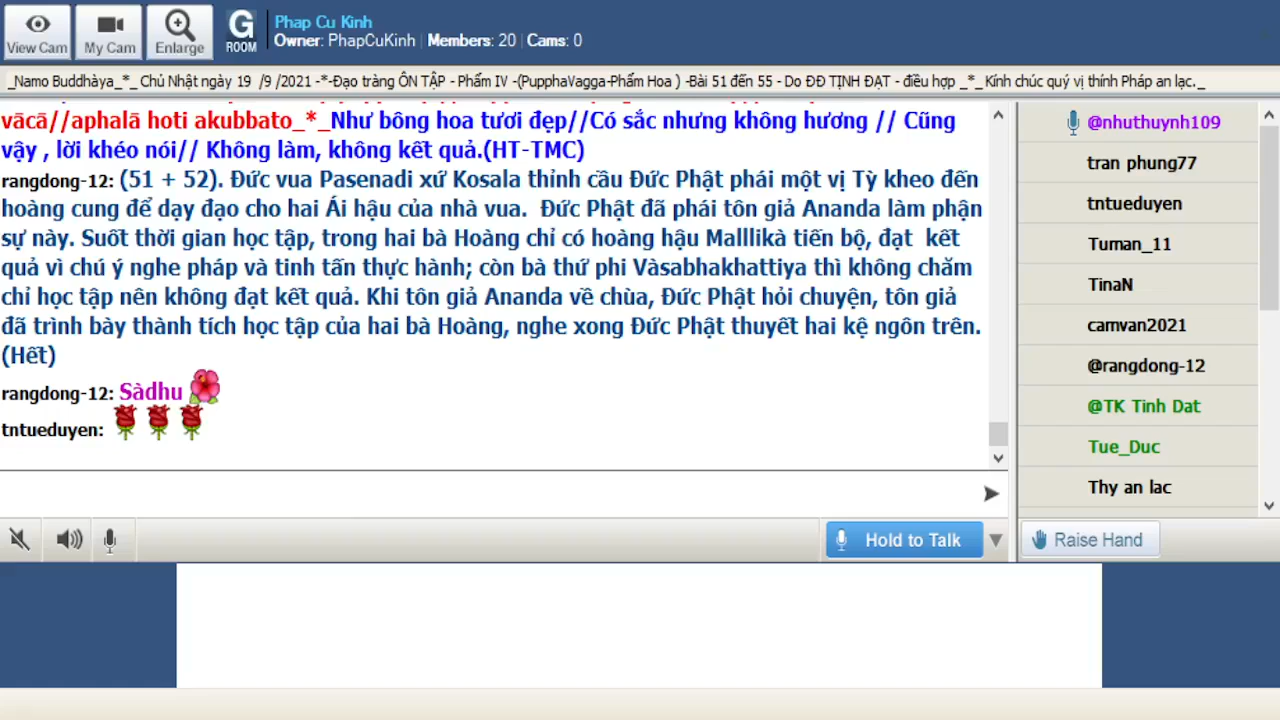 Phap Cu Kinh
G
ROOM
Owner: PhapCuKinh Members: 20 Cams: 0
View Cam
My Cam
Enlarge
_Namo Buddhàya_*_ Chủ Nhật ngày 19 /9 /2021 -*-Đạo tràng ÔN TẬP - Phẩm IV -(PupphaVagga-Phẩm Hoa ) -Bài 51 đến 55 - Do ĐĐ TỊNH ĐẠT - điều hợp _*_ Kính chúc quý vị thính Pháp an lạc._
vācā//aphalā hoti akubbato_*_Như bông hoa tươi đẹp//Có sắc nhưng không hương // Cũng
vậy , lời khéo nói// Không làm, không kết quả.(HT-TMC)
rangdong-12: (51 + 52). Đức vua Pasenadi xứ Kosala thỉnh cầu Đức Phật phái một vị Tỳ kheo đến
hoàng cung để dạy đạo cho hai Ái hậu của nhà vua. Đức Phật đã phái tôn giả Ananda làm phận
sự này. Suốt thời gian học tập, trong hai bà Hoàng chỉ có hoàng hậu Malllikà tiến bộ, đạt kết
quả vì chú ý nghe pháp và tinh tấn thực hành; còn bà thứ phi Vàsabhakhattiya thì không chăm
chỉ học tập nên không đạt kết quả. Khi tôn giả Ananda về chùa, Đức Phật hỏi chuyện, tôn giả
đã trình bày thành tích học tập của hai bà Hoàng, nghe xong Đức Phật thuyết hai kệ ngôn trên.
(Hết)
rangdong-12: Sàdhu
tntueduyen:
@nhuthuynh109
tran phung77
tntueduyen
Tuman_11
TinaN
camvan2021
@rangdong-12
@TK Tinh Dat
Tue_Duc
Thy an lac
Hold to Talk
Raise Hand